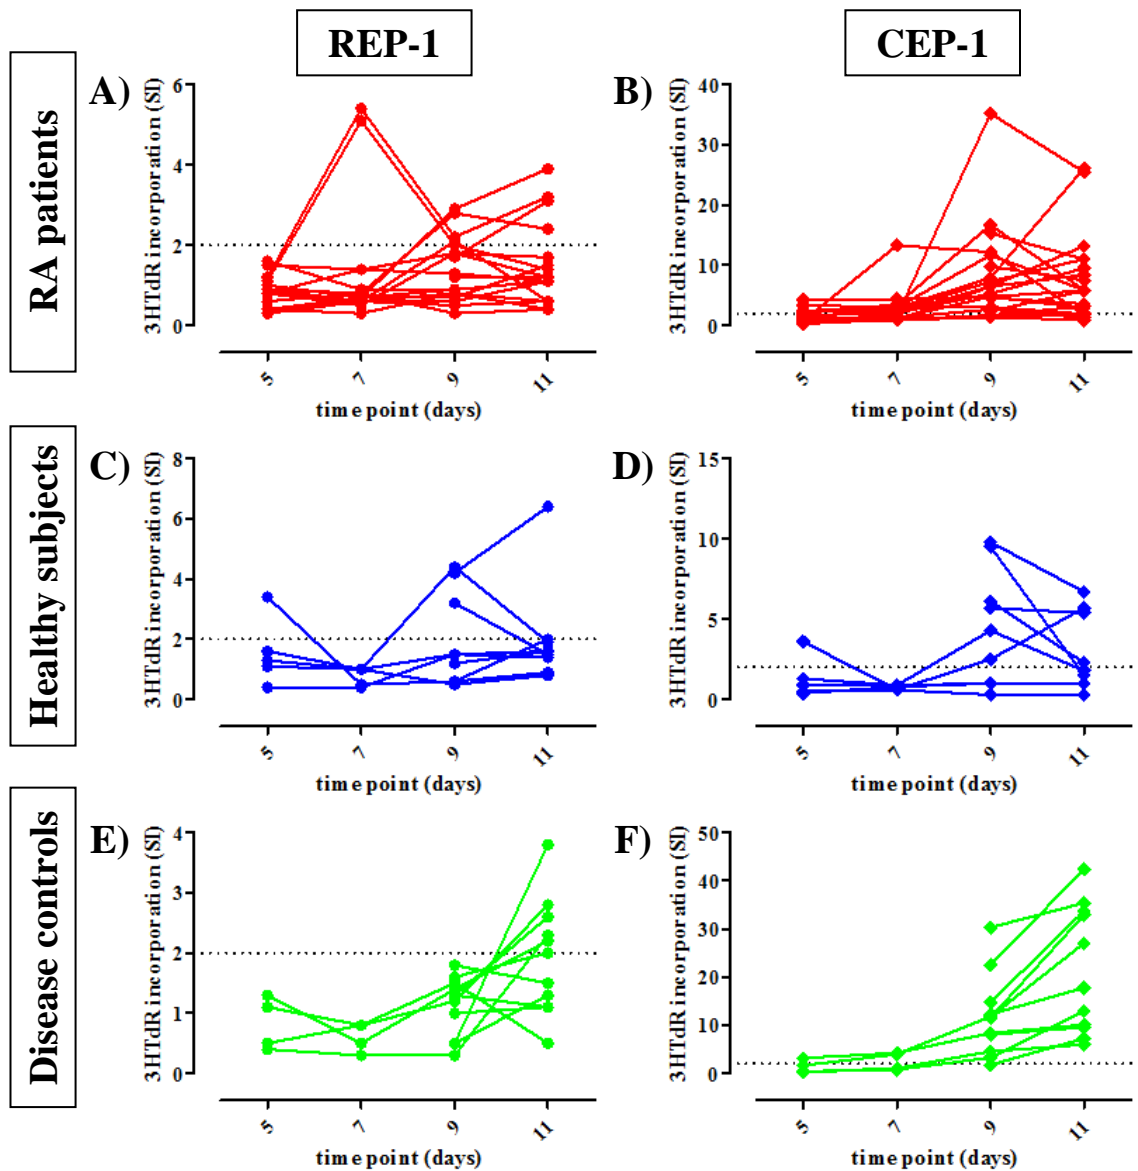 REP-1
CEP-1
RA patients
A)
3HTdR incorporation (SI)
6
4
2
0
5
7
9
11
time point (days)
B)
3HTdR incorporation (SI)
40
30
20
10
0
5
7
9
11
time point (days)
Healthy subjects
C)
3HTdR incorporation (SI)
8
6
4
2
0
5
7
9
11
time point (days)
D)
3HTdR incorporation (SI)
15
10
5
0
5
7
9
11
time point (days)
Disease controls
E)
3HTdR incorporation (SI)
4
3
2
1
0
5
7
9
11
time point (days)
F)
3HTdR incorporation (SI)
50
40
30
20
10
0
5
7
9
11
time point (days)